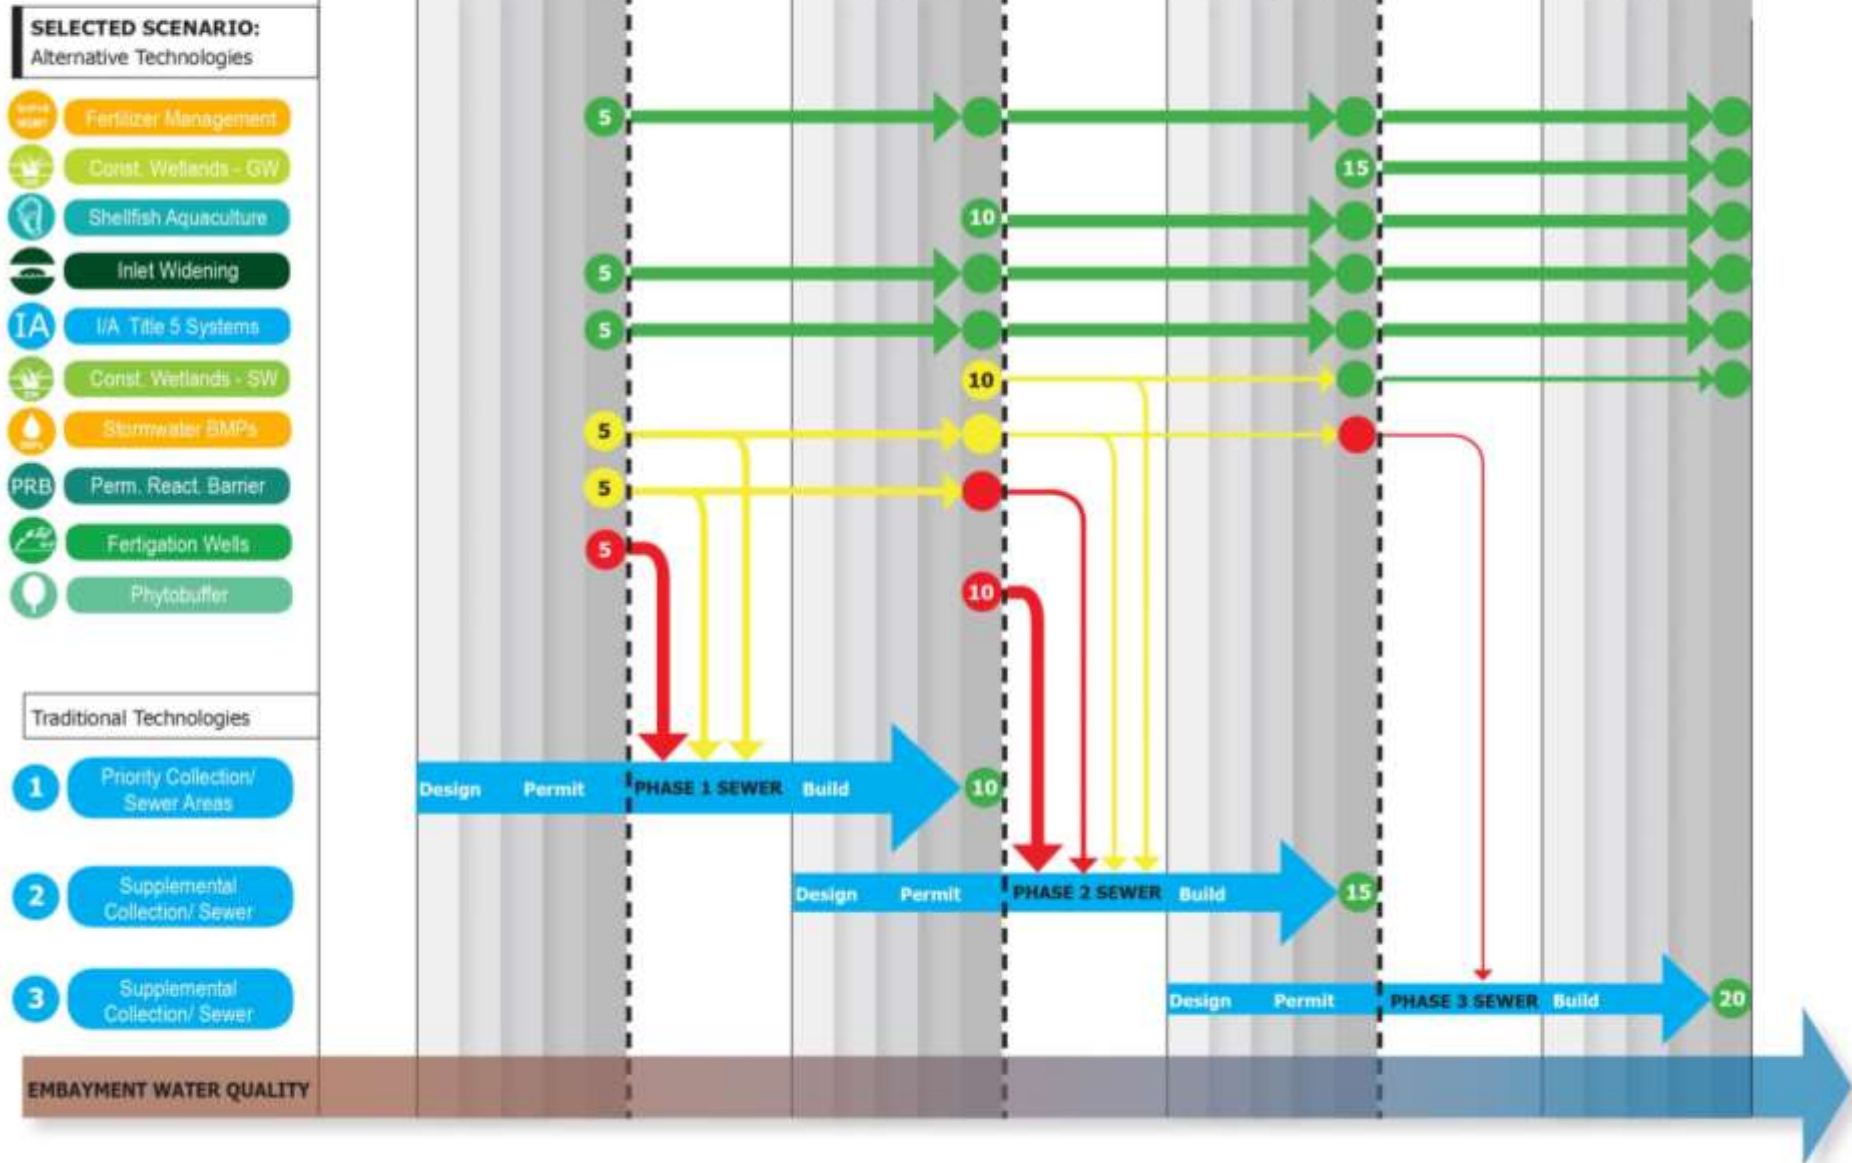 SELECTED SCENARIO:
Alternative Technologies
Fertilizer Management
5
Const. Wetlands - GW
15
Shellfish Aquaculture
10
Inlet Widening
5
IA
I/A Title 5 Systems
5
Const. Wetlands - SW
10
Stormwater BMPs
5
PRB
Perm. React. Barrier
5
Fertigation Wells
5
Phytobuffer
10
Traditional Technologies
1
Priority Collection/
Sewer Areas
Design Permit PHASE 1 SEWER Build
10
2
Supplemental
Collection/ Sewer
Design Permit PHASE 2 SEWER Build
15
3
Supplemental
Collection/ Sewer
Design Permit PHASE 3 SEWER Build
20
EMBAYMENT WATER QUALITY